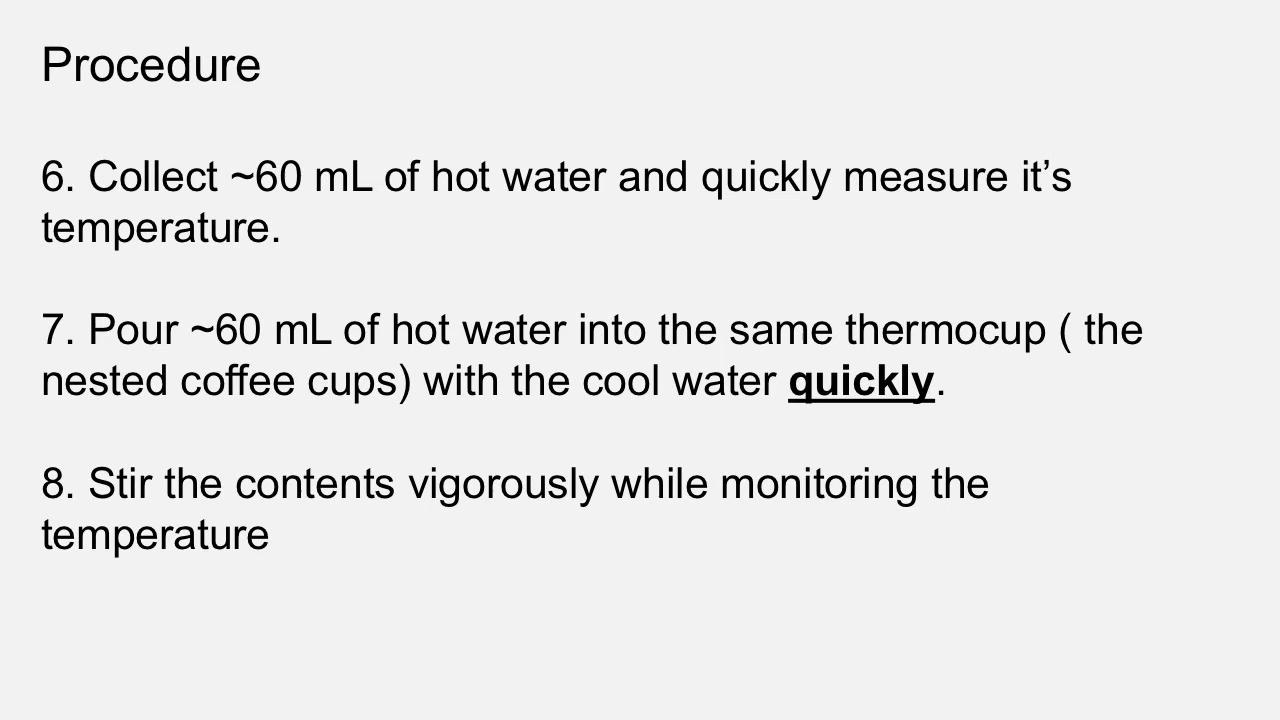 Procedure
6. Collect ~60 mL of hot water and quickly measure it’s
temperature.
7. Pour ~60 mL of hot water into the same thermocup ( the
nested coffee cups) with the cool water quickly.
8. Stir the contents vigorously while monitoring the
temperature